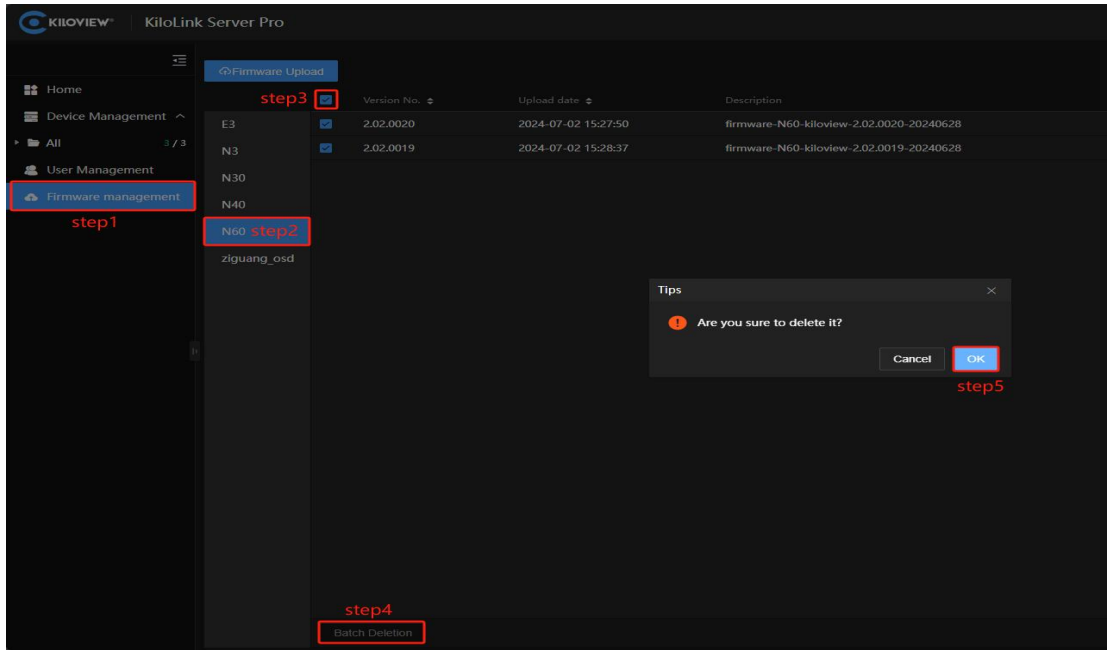 KILOVIEW® KiloLink Server Pro
Firmware Upload
Home
Device Management
All 3 / 3
User Management
Firmware management
step1
E3
N3
N30
N40
N60 step2
ziguang_osd
step3 Version No. Upload date Description
2.02.0020 2024-07-02 15:27:50 firmware-N60-kiloview-2.02.0020-20240628
2.02.0019 2024-07-02 15:28:37 firmware-N60-kiloview-2.02.0019-20240628
Tips
Are you sure to delete it?
Cancel OK
step5
step4
Batch Deletion